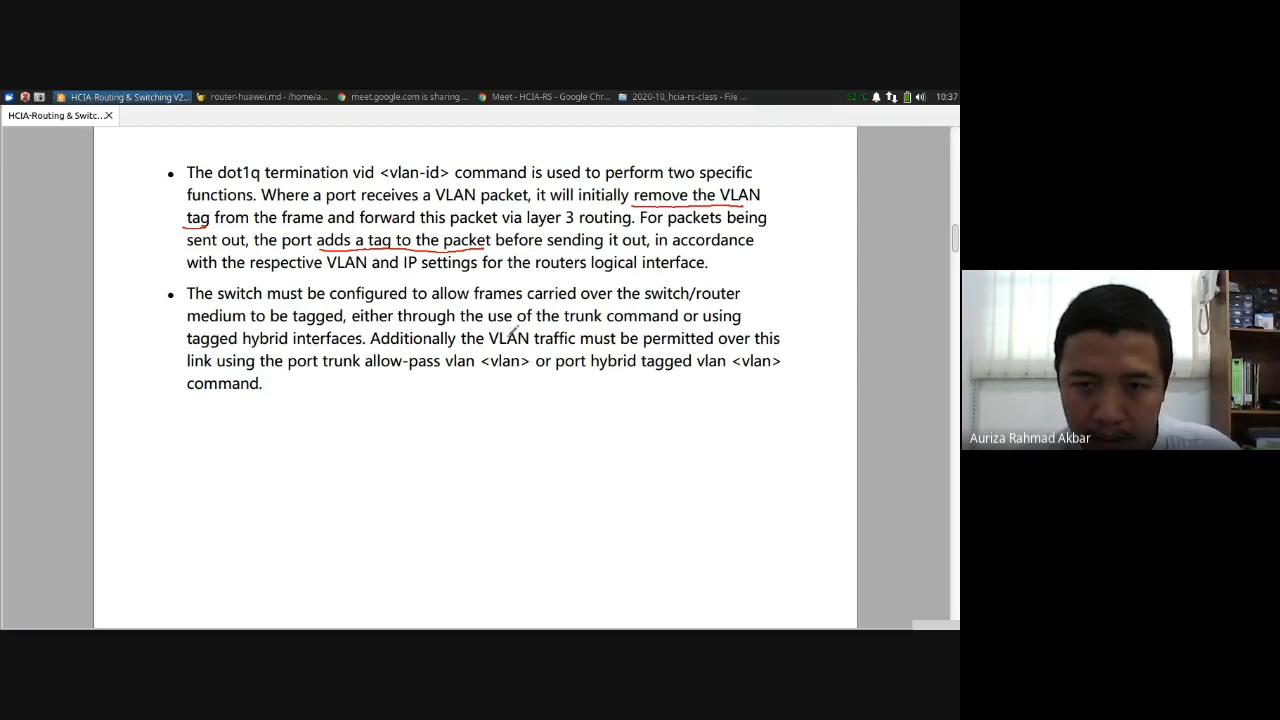 HCIA-Routing & Switching V2...
router-huawei.md - /home/a...
meet.google.com is sharing ...
Meet - HCIA-RS - Google Chr...
2020-10_hcia-rs-class - File ...
52°C
10:37
HCIA-Routing & Switc...
• The dot1q termination vid <vlan-id> command is used to perform two specific
functions. Where a port receives a VLAN packet, it will initially remove the VLAN
tag from the frame and forward this packet via layer 3 routing. For packets being
sent out, the port adds a tag to the packet before sending it out, in accordance
with the respective VLAN and IP settings for the routers logical interface.
• The switch must be configured to allow frames carried over the switch/router
medium to be tagged, either through the use of the trunk command or using
tagged hybrid interfaces. Additionally the VLAN traffic must be permitted over this
link using the port trunk allow-pass vlan <vlan> or port hybrid tagged vlan <vlan>
command.
Auriza Rahmad Akbar